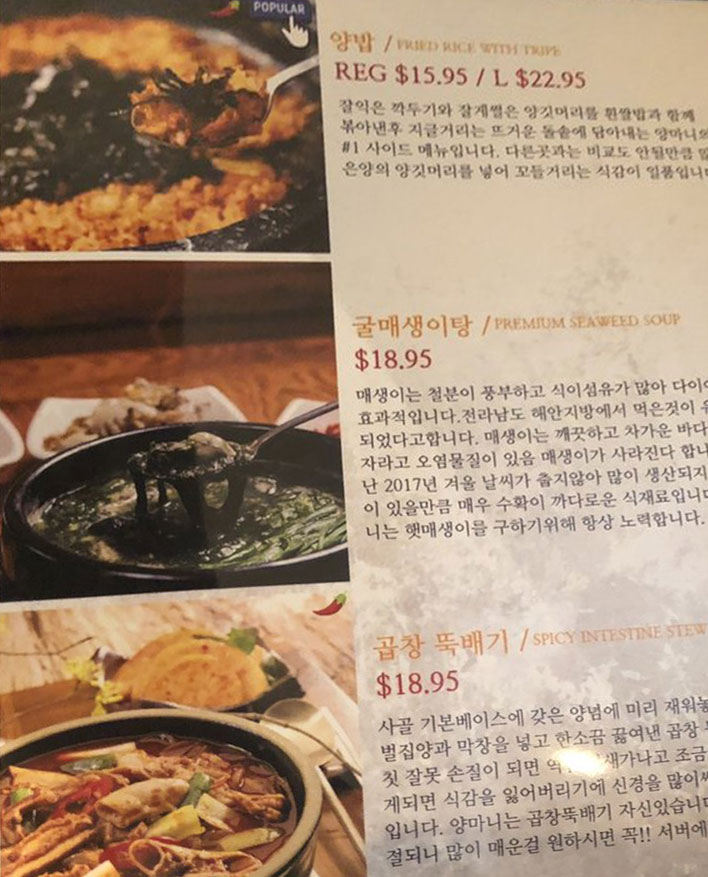 POPULAR
양밥 / FRIED RICE WITH TRIPE
REG $15.95 / L $22.95
잘익은 깍두기와 잘게썰은 양깃머리를 흰쌀밥과 함께
볶아낸후 지글거리는 뜨거운 돌솥에 담아내는 양마니의
#1 사이드 메뉴입니다. 다른곳과는 비교도 안될만큼
은양의 양깃머리를 넣어 꼬들거리는 식감이 일품입니다
굴매생이탕 / PREMIUM SEAWEED SOUP
$18.95
매생이는 철분이 풍부하고 식이섬유가 많아
효과적입니다.전라남도 해안지방에서 먹은것이
되었다고합니다. 매생이는 깨끗하고 차가운 바다
자라고 오염물질이 있음 매생이가 사라진다
난 2017년 겨울 날씨가 춥지않아 많이 생산되지
이 있을만큼 매우 수확이 까다로운 식재료입니다
니는 햇매생이를 구하기위해 항상 노력합니다.
곱창 뚝배기 / SPICY INTESTINE STEW
$18.95
사골 기본베이스에 갖은 양념에 미리
벌집양과 막창을 넣고 한소끔 끓여낸 곱창
칫 잘못 손질이 되면 재가나고 조금
게되면 식감을 잃어버리기에 신경을
입니다. 양마니는 곱창뚝배기 자신있습니다
절되니 많이 매운걸 원하시면 꼭!! 서버에